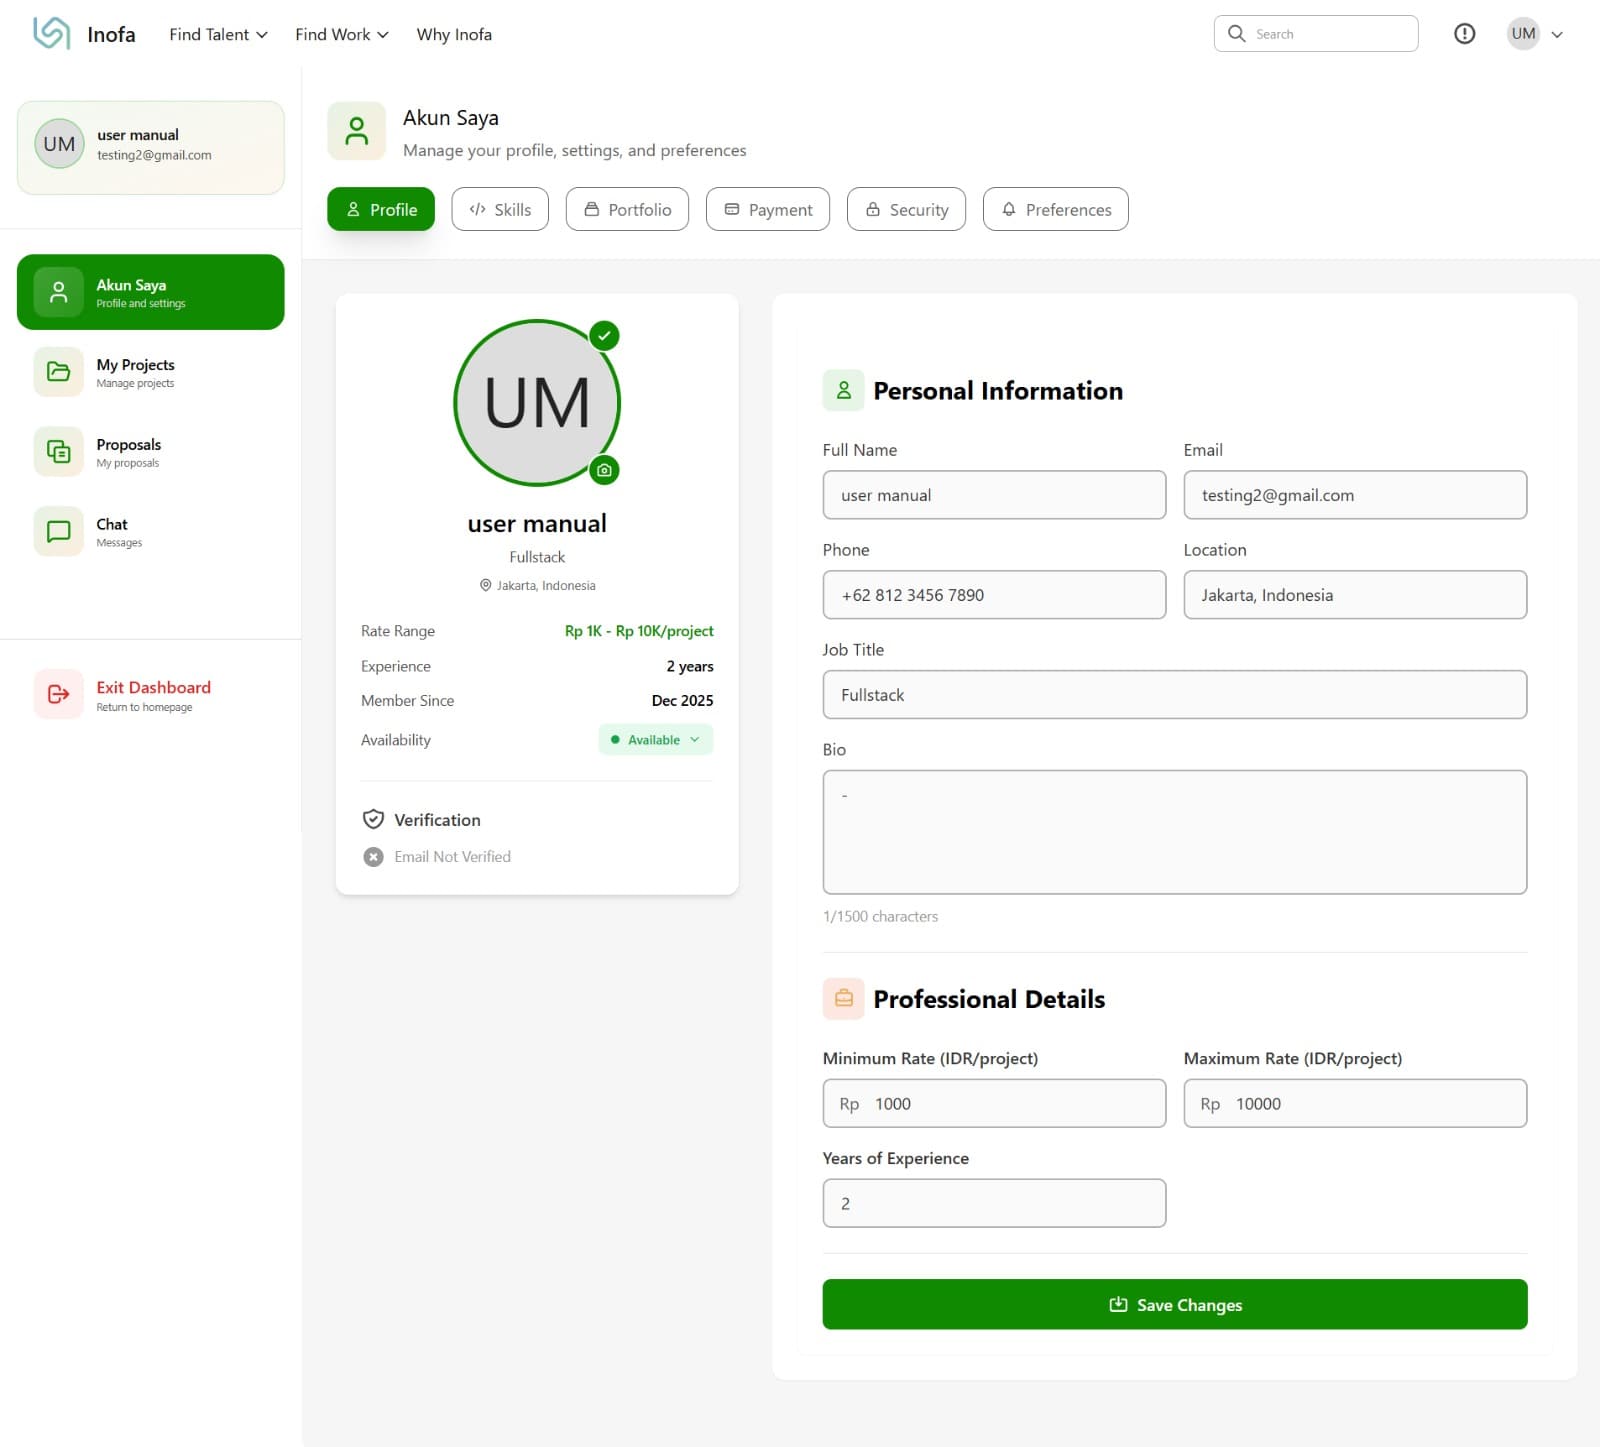 Inofa
Find Talent
Find Work
Why Inofa
Search
UM
UM
user manual
testing2@gmail.com
Akun Saya
Profile and settings
My Projects
Manage projects
Proposals
My proposals
Chat
Messages
Exit Dashboard
Return to homepage
Akun Saya
Manage your profile, settings, and preferences
Profile
Skills
Portfolio
Payment
Security
Preferences
UM
user manual
Fullstack
Jakarta, Indonesia
Rate Range Rp 1K - Rp 10K/project
Experience 2 years
Member Since Dec 2025
Availability Available
Verification
Email Not Verified
Personal Information
Full Name
user manual
Email
testing2@gmail.com
Phone
+62 812 3456 7890
Location
Jakarta, Indonesia
Job Title
Fullstack
Bio
-
1/1500 characters
Professional Details
Minimum Rate (IDR/project)
Rp 1000
Maximum Rate (IDR/project)
Rp 10000
Years of Experience
2
Save Changes